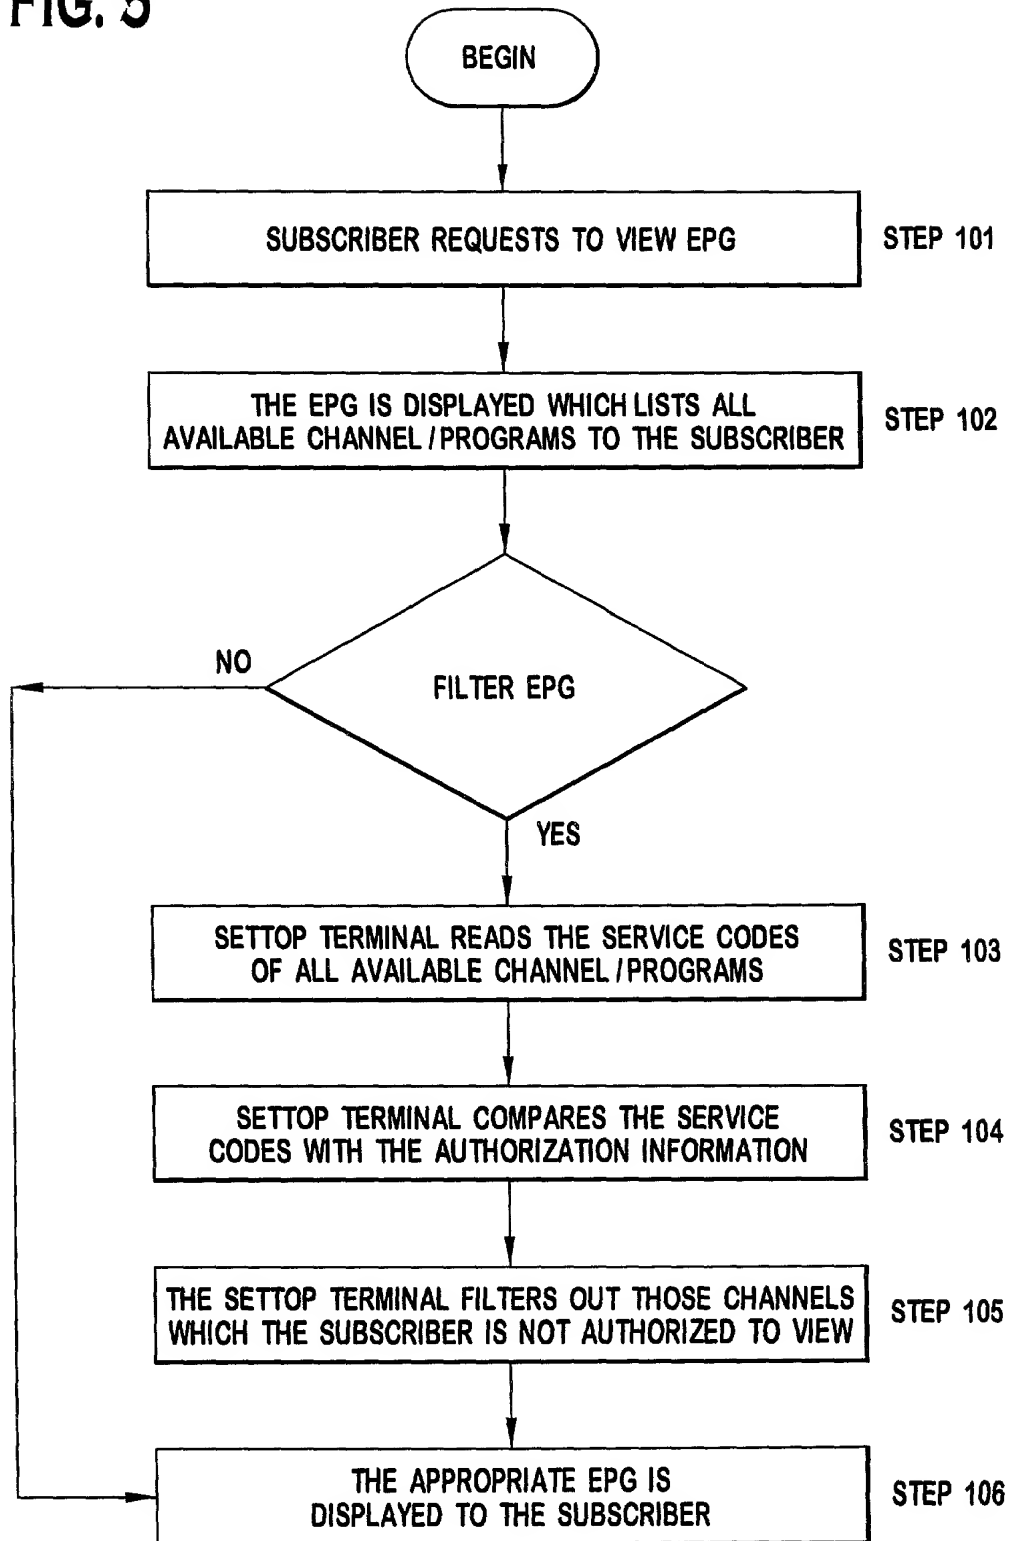 FIG. 5
BEGIN
SUBSCRIBER REQUESTS TO VIEW EPG
STEP 101
THE EPG IS DISPLAYED WHICH LISTS ALL
AVAILABLE CHANNEL/PROGRAMS TO THE SUBSCRIBER
STEP 102
FILTER EPG
NO
YES
SETTOP TERMINAL READS THE SERVICE CODES
OF ALL AVAILABLE CHANNEL/PROGRAMS
STEP 103
SETTOP TERMINAL COMPARES THE SERVICE
CODES WITH THE AUTHORIZATION INFORMATION
STEP 104
THE SETTOP TERMINAL FILTERS OUT THOSE CHANNELS
WHICH THE SUBSCRIBER IS NOT AUTHORIZED TO VIEW
STEP 105
THE APPROPRIATE EPG IS
DISPLAYED TO THE SUBSCRIBER
STEP 106